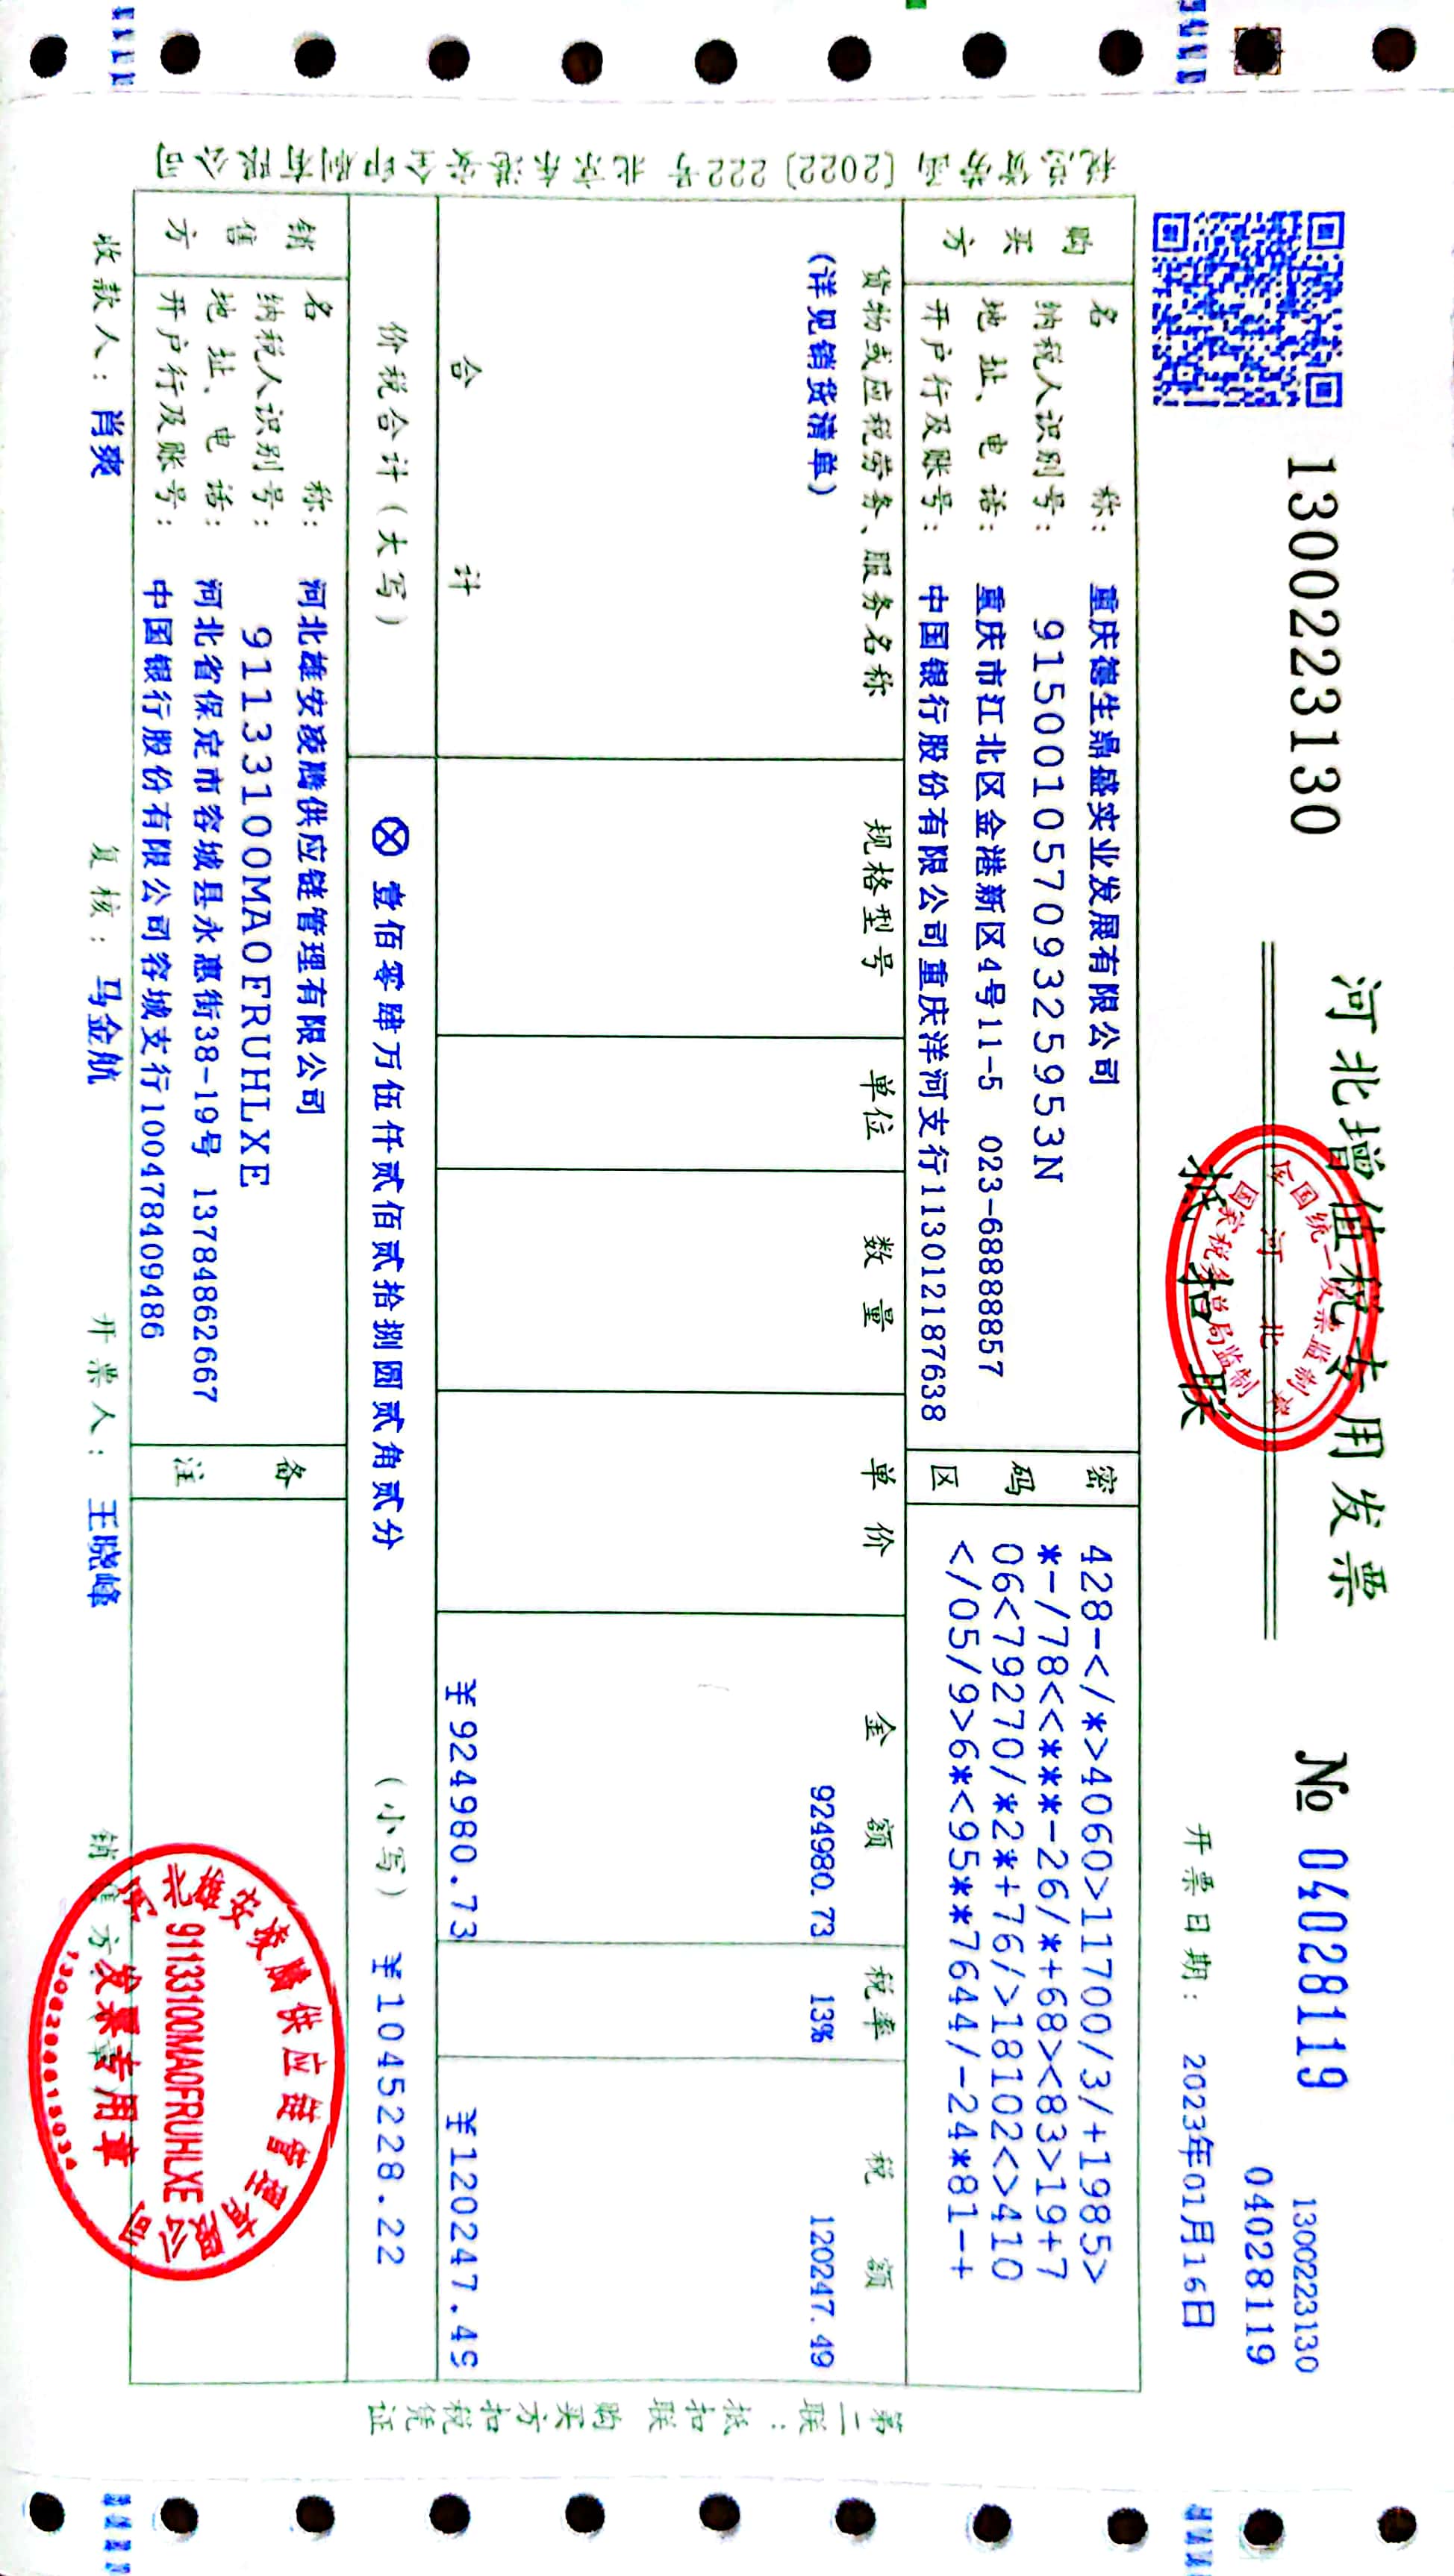 1300223130
河北增值税专用发票
№ 04028119
1300223130
04028119
抵扣联
开票日期： 2023年01月16日
全国统一发票监制章
河北
国家税务总局监制
税总货劳函〔2022〕222号 北京东港安全印刷有限公司
购买方
名称： 重庆德生鼎盛实业发展有限公司
纳税人识别号： 91500105709325953N
地址、电话： 重庆市江北区金港新区4号11-5 023-68888857
开户行及账号： 中国银行股份有限公司重庆洋河支行113012187638
密码区
428-</*>4060>11700/3/+1985>
*-/78<<***-26/*+68><83>19+7
06<79270/*2*+76/>18102<>410
</05/9>6*<95**7644/-24*81-+
货物或应税劳务、服务名称 规格型号 单位 数量 单价 金额 税率 税额
(详见销货清单) 924980.73 13% 120247.49
合计 ￥924980.73 ￥120247.49
价税合计（大写） ⊗ 壹佰零肆万伍仟贰佰贰拾捌圆贰角贰分 （小写） ￥1045228.22
销售方
名称： 河北雄安凌腾供应链管理有限公司
纳税人识别号： 91133100MA0FRUHLXE
地址、电话： 河北省保定市容城县永惠街38-19号 13784862667
开户行及账号： 中国银行股份有限公司容城支行100478409486
备注
收款人： 肖爽 复核： 马金航 开票人： 王晓峰 销售方
河北雄安凌腾供应链管理有限公司
91133100MA0FRUHLXE
发票专用章
第二联：抵扣联 购买方扣税凭证